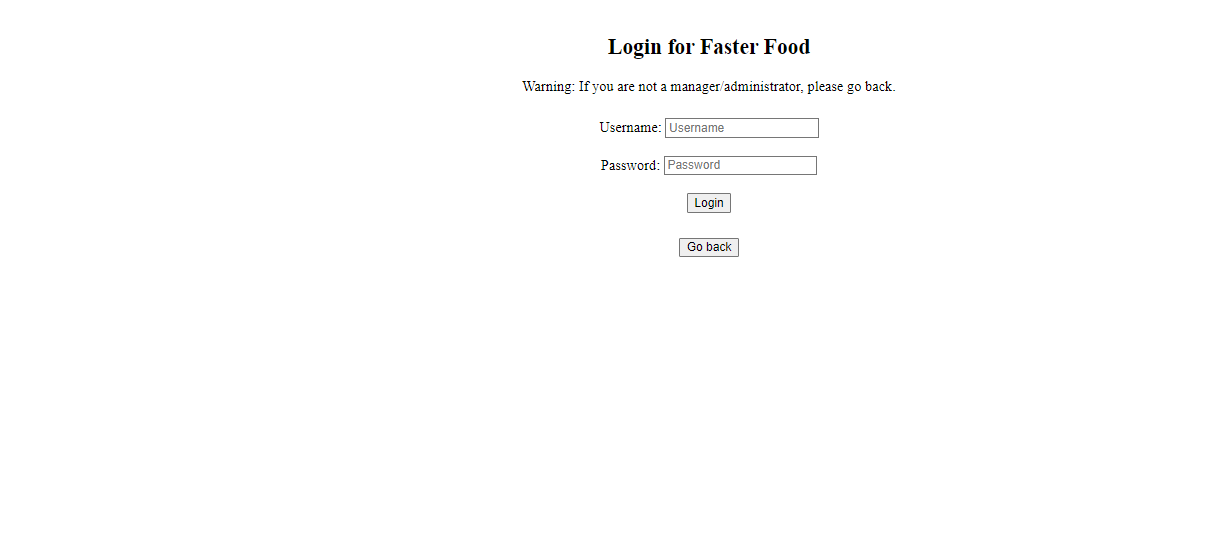 Login for Faster Food
Warning: If you are not a manager/administrator, please go back.
Username: Username
Password: Password
Login
Go back